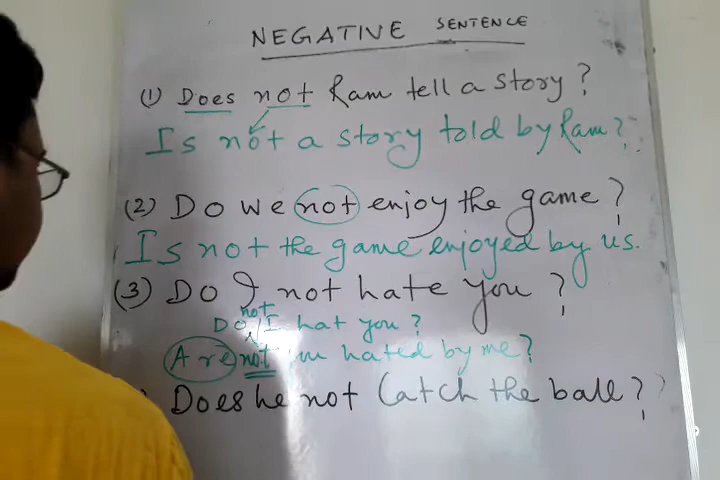 NEGATIVE SENTENCE
(1) Does not Ram tell a story?
Is not a story told by Ram?
(2) Do we not enjoy the game?
Is not the game enjoyed by us.
(3) Do I not hate you?
not
Do I hat you?
Are not hated by me?
Does he not Catch the ball?